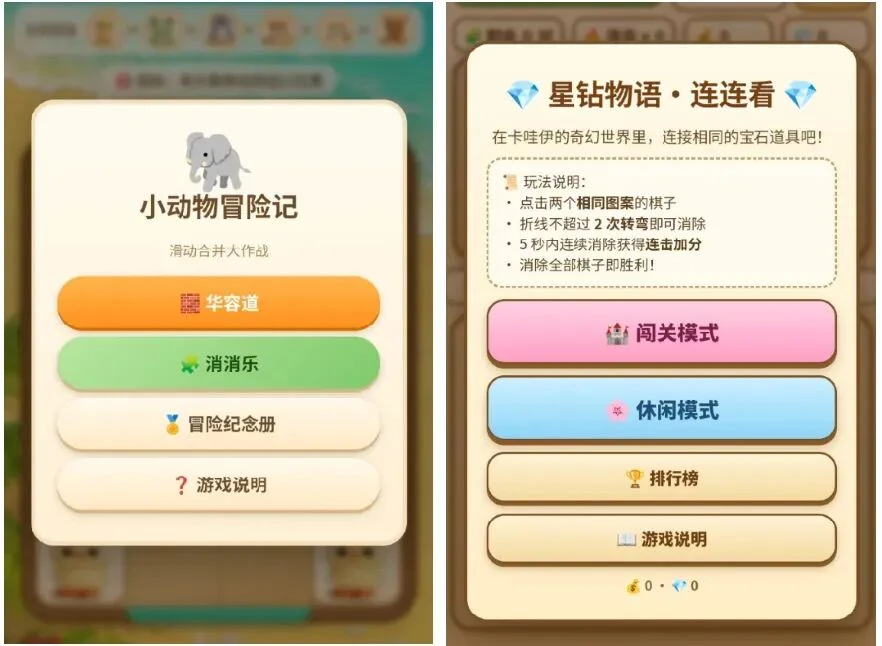 小动物冒险记
滑动合并大作战
华容道
消消乐
冒险纪念册
游戏说明
星钻物语·连连看
在卡哇伊的奇幻世界里，连接相同的宝石道具吧！
玩法说明：
· 点击两个相同图案的棋子
· 折线不超过 2 次转弯即可消除
· 5 秒内连续消除获得连击加分
· 消除全部棋子即胜利！
闯关模式
休闲模式
排行榜
游戏说明
0 · 0